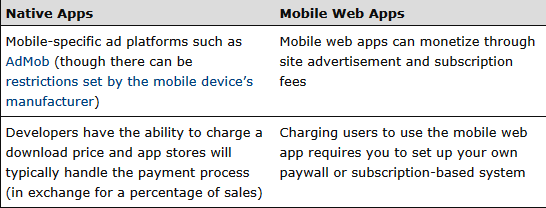 Native Apps
Mobile Web Apps
Mobile-specific ad platforms such as
AdMob (though there can be
restrictions set by the mobile device's
manufacturer)
Mobile web apps can monetize through
site advertisement and subscription
fees
Developers have the ability to charge a
download price and app stores will
typically handle the payment process
(in exchange for a percentage of sales)
Charging users to use the mobile web
app requires you to set up your own
paywall or subscription-based system